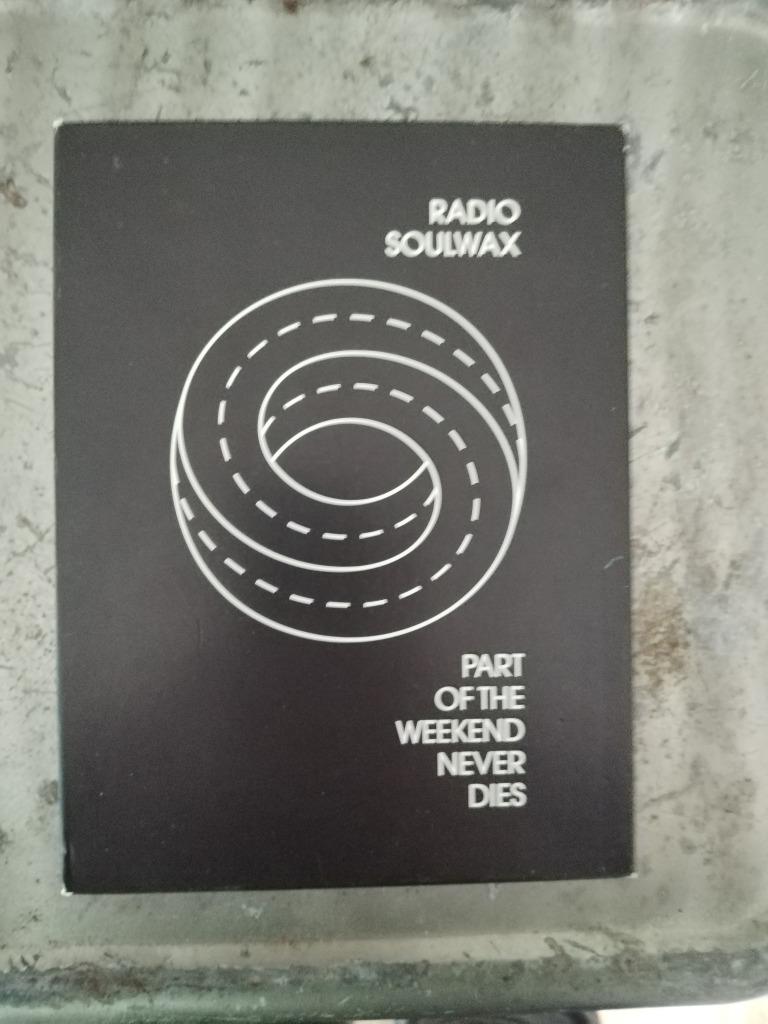 RADIO
SOULWAX
PART
OF THE
WEEKEND
NEVER
DIES